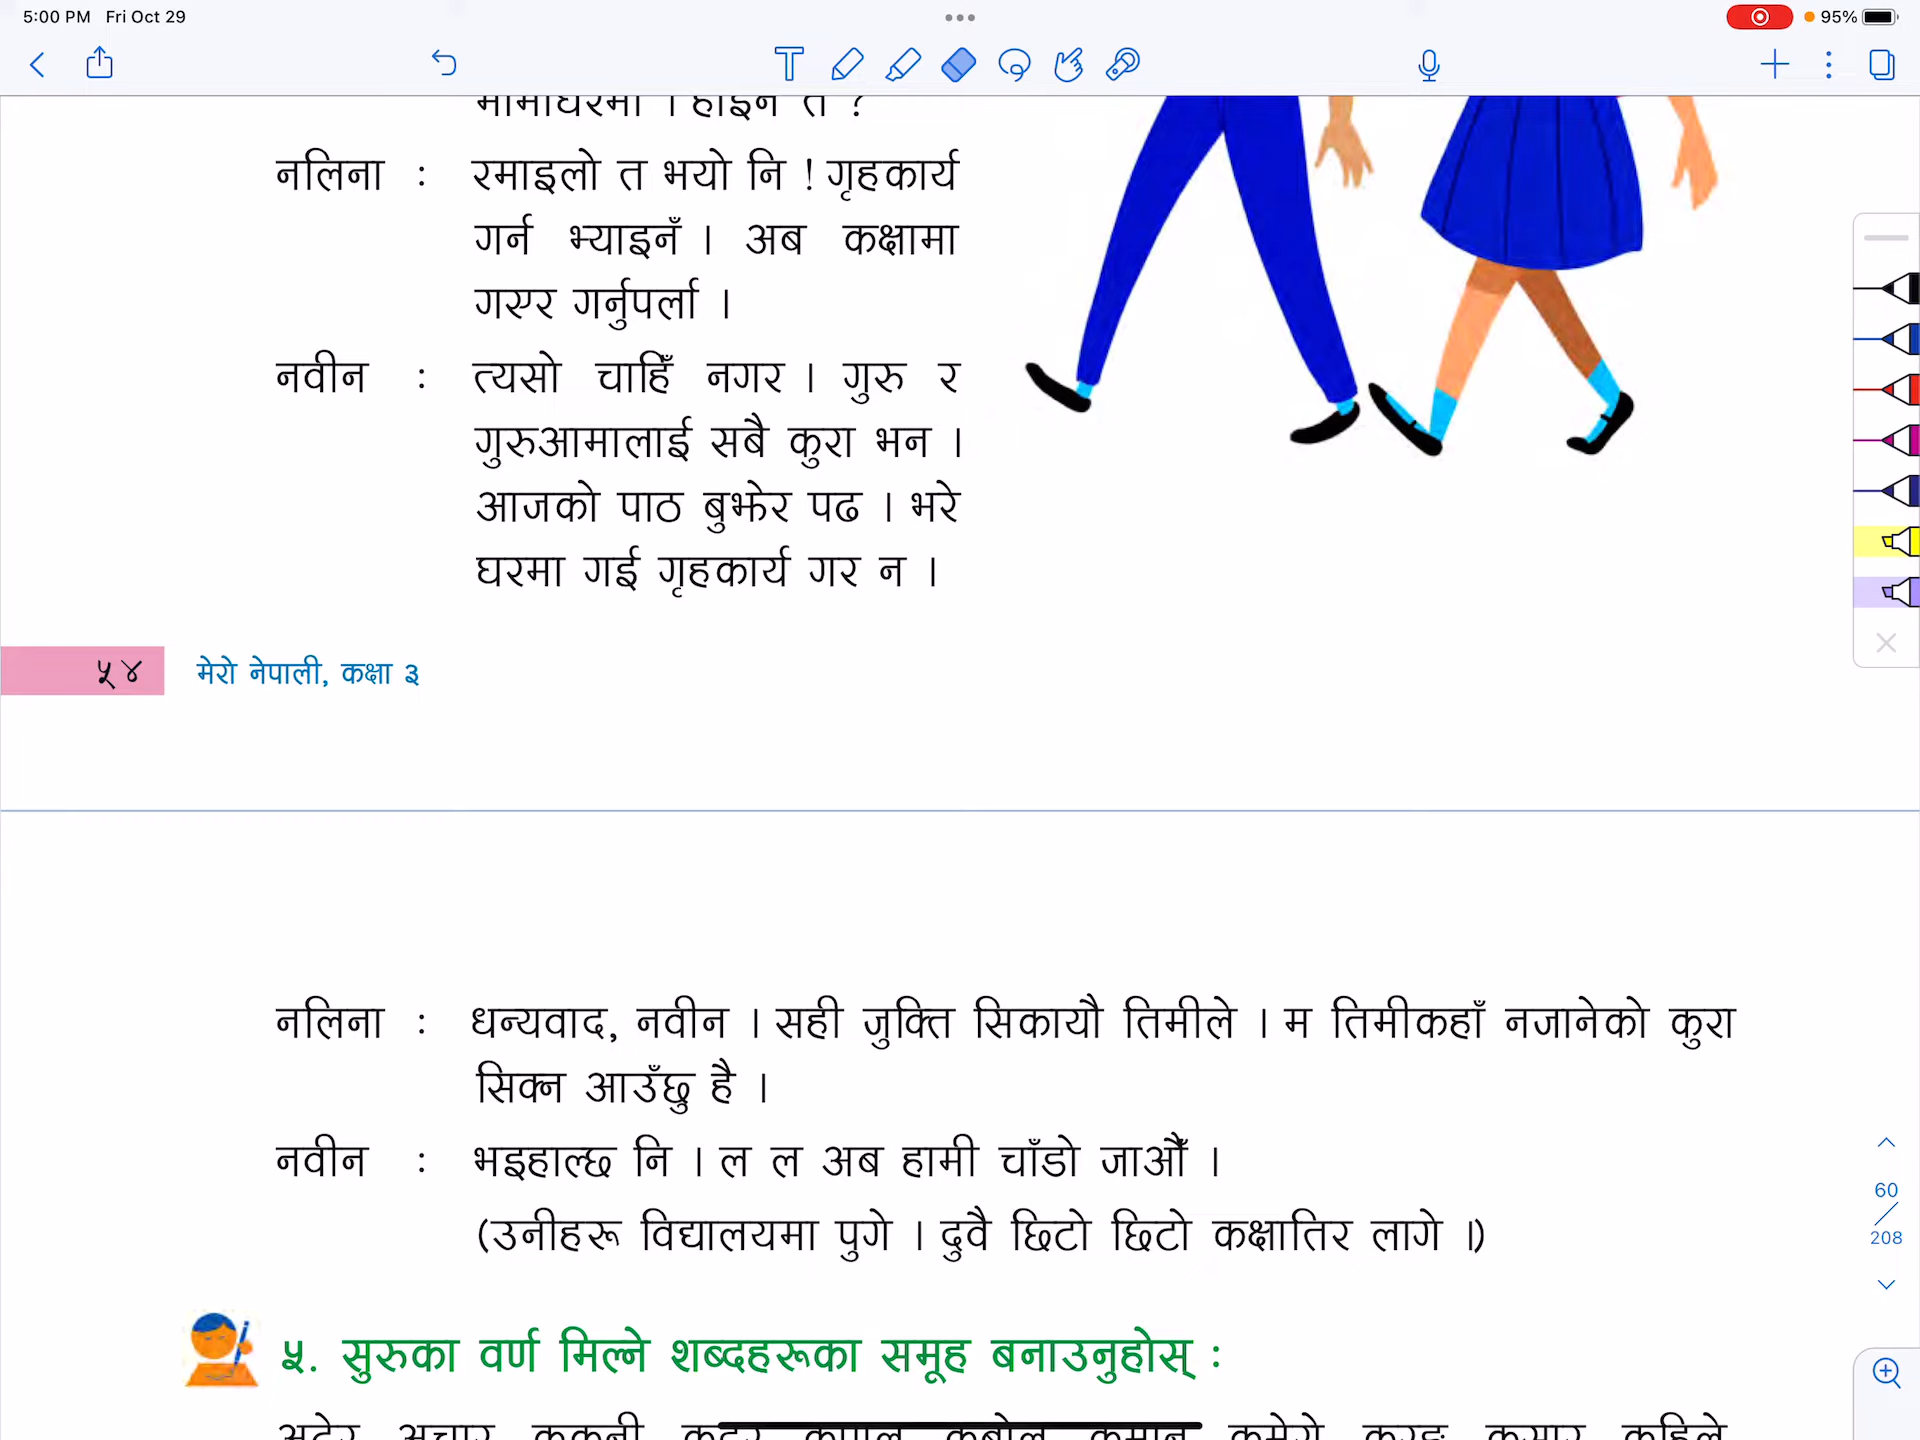 5:00 PM Fri Oct 29
95%
मामाघरमा । होइन त ?
नलिना : रमाइलो त भयो नि ! गृहकार्य
गर्न भ्याइनँ । अब कक्षामा
गएर गर्नुपर्ला ।
नवीन : त्यसो चाहिँ नगर । गुरु र
गुरुआमालाई सबै कुरा भन ।
आजको पाठ बुझेर पढ । भरे
घरमा गई गृहकार्य गर न ।
५४ मेरो नेपाली, कक्षा ३
नलिना : धन्यवाद, नवीन । सही जुक्ति सिकायौ तिमीले । म तिमीकहाँ नजानेको कुरा
सिक्न आउँछु है ।
नवीन : भइहाल्छ नि । ल ल अब हामी चाँडो जाऔँ ।
(उनीहरू विद्यालयमा पुगे । दुवै छिटो छिटो कक्षातिर लागे ।)
60
208
५. सुरुका वर्ण मिल्ने शब्दहरूका समूह बनाउनुहोस् :